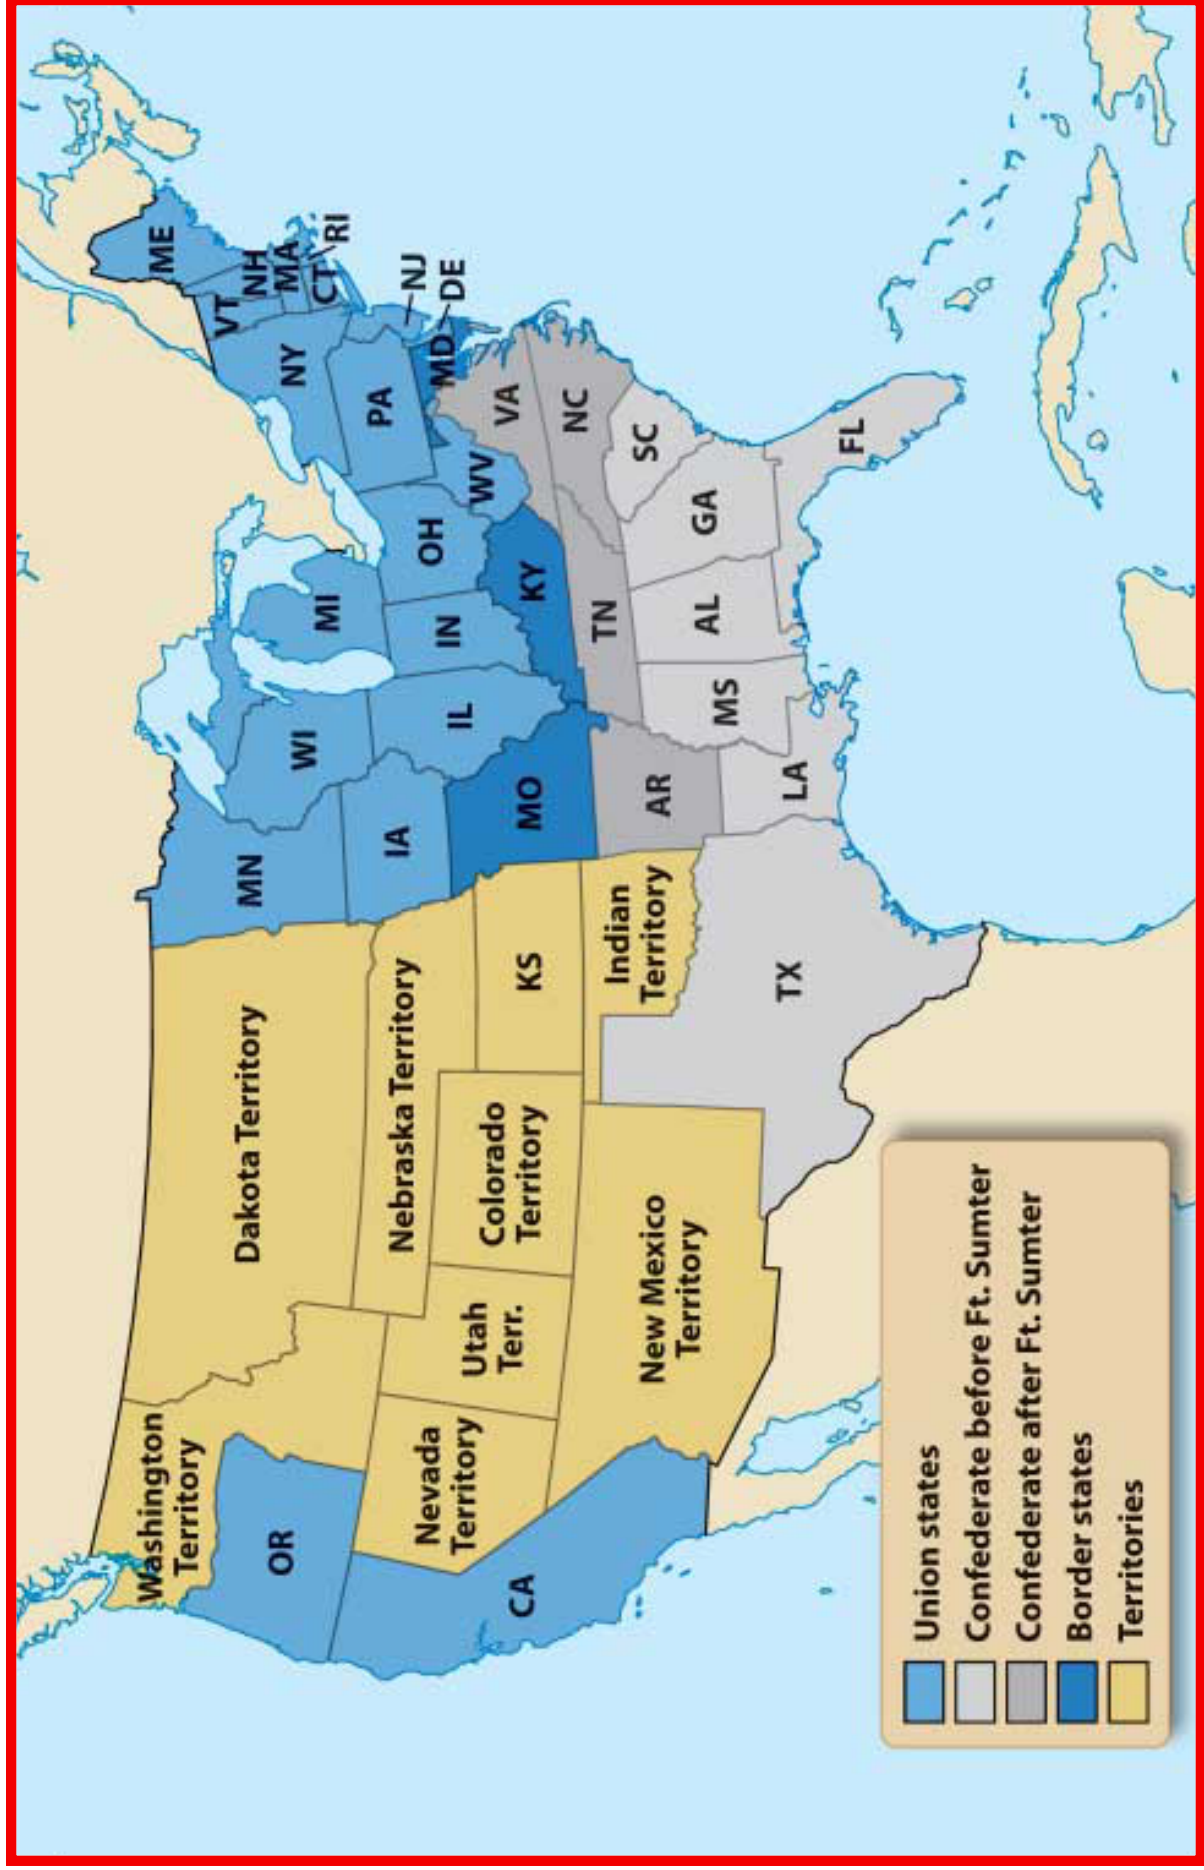 Washington
Territory
OR
CA
Nevada
Territory
Utah
Terr.
Dakota Territory
Nebraska Territory
Colorado
Territory
New Mexico
Territory
KS
Indian
Territory
TX
MN
IA
MO
AR
LA
WI
IL
MS
MI
IN
KY
TN
AL
OH
WV
GA
FL
SC
NC
VA
PA
NY
MD
DE
NJ
VT
NH
MA
CT
RI
ME
Union states
Confederate before Ft. Sumter
Confederate after Ft. Sumter
Border states
Territories